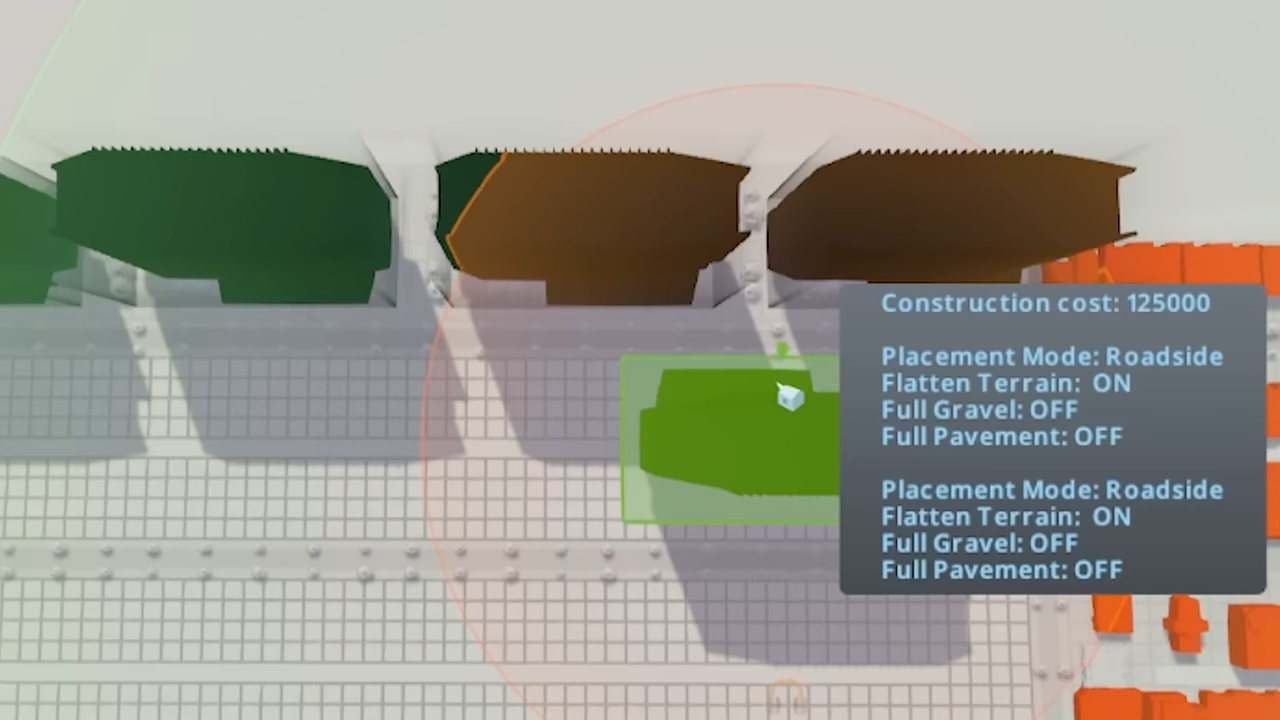 Construction cost: 125000
Placement Mode: Roadside
Flatten Terrain: ON
Full Gravel: OFF
Full Pavement: OFF
Placement Mode: Roadside
Flatten Terrain: ON
Full Gravel: OFF
Full Pavement: OFF